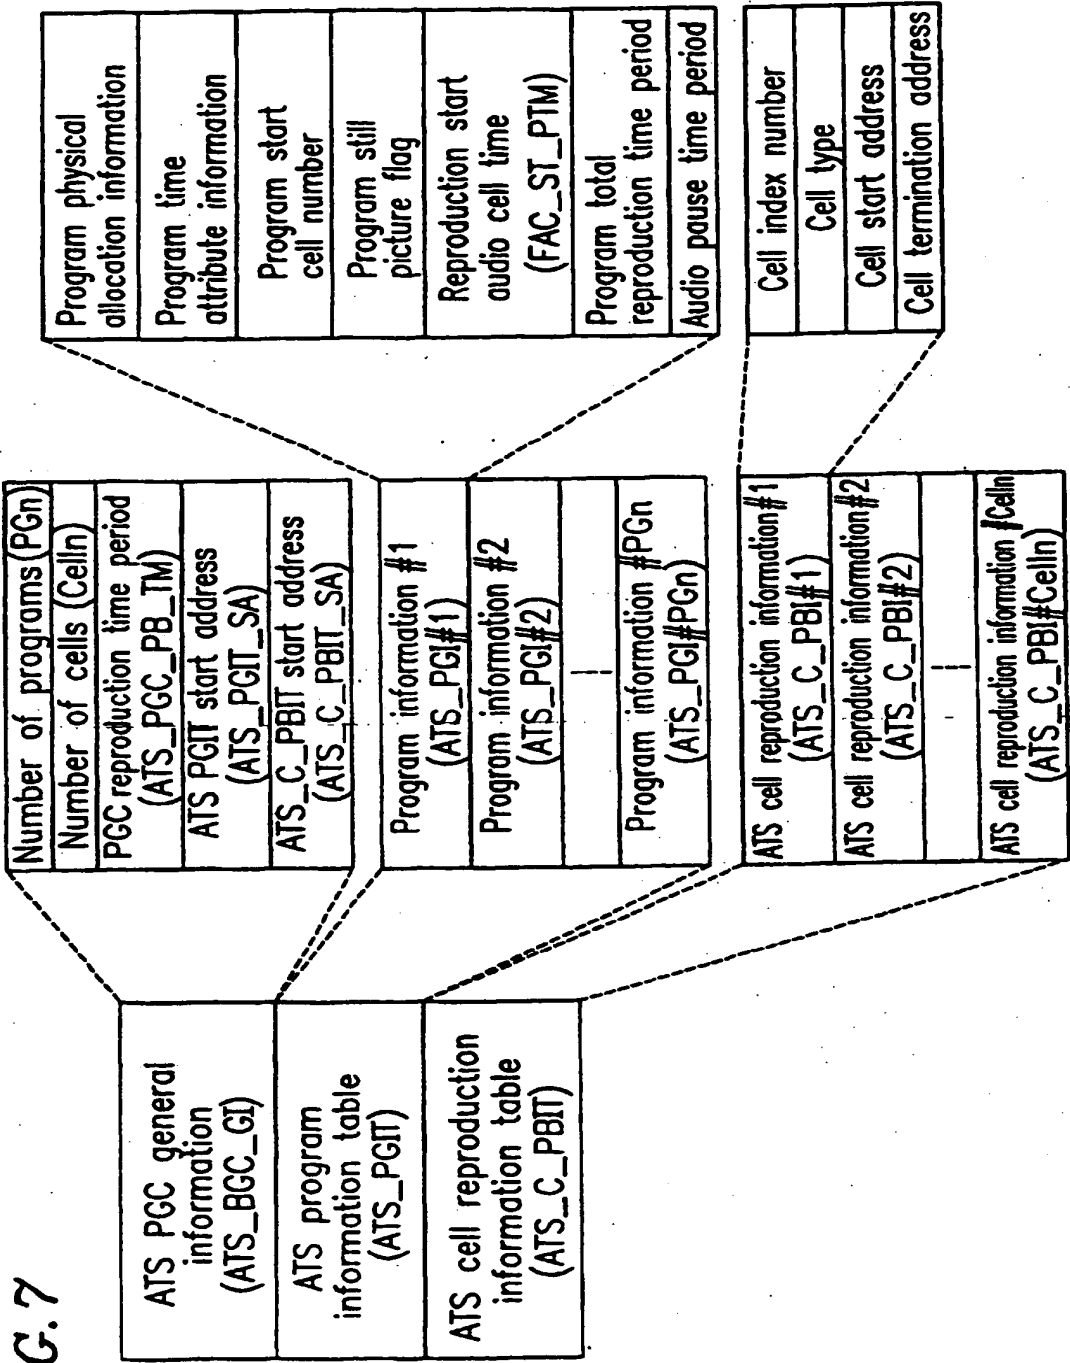 G. 7
ATS PGC general
information
(ATS_BGC_GI)
ATS program
information table
(ATS_PGIT)
ATS cell reproduction
information table
(ATS_C_PBIT)
Number of programs (PGn)
Number of cells (Celln)
PGC reproduction time period
(ATS_PGC_PB_TM)
ATS PGIT start address
(ATS_PGIT_SA)
ATS_C_PBIT start address
(ATS_C_PBIT_SA)
Program information #1
(ATS_PGI#1)
Program information #2
(ATS_PGI#2)
Program information #PGn
(ATS_PGI#PGn)
ATS cell reproduction information#1
(ATS_C_PBI#1)
ATS cell reproduction information#2
(ATS_C_PBI#2)
ATS cell reproduction information #Celln
(ATS_C_PBI#Celln)
Program physical
allocation information
Program time
attribute information
Program start
cell number
Program still
picture flag
Reproduction start
audio cell time
(FAC_ST_PTM)
Program total
reproduction time period
Audio pause time period
Cell index number
Cell type
Cell start address
Cell termination address